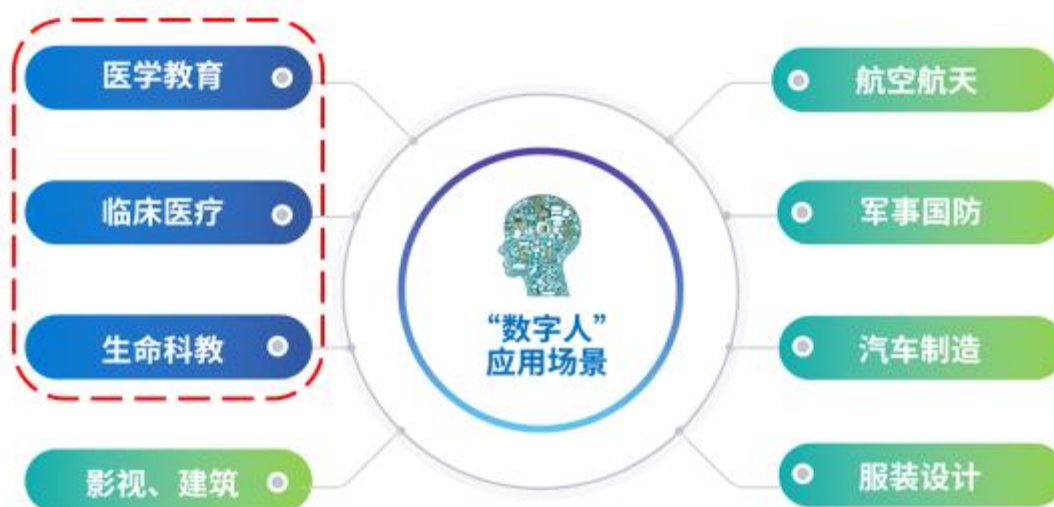 医学教育
临床医疗
生命科教
影视、建筑
“数字人”
应用场景
航空航天
军事国防
汽车制造
服装设计